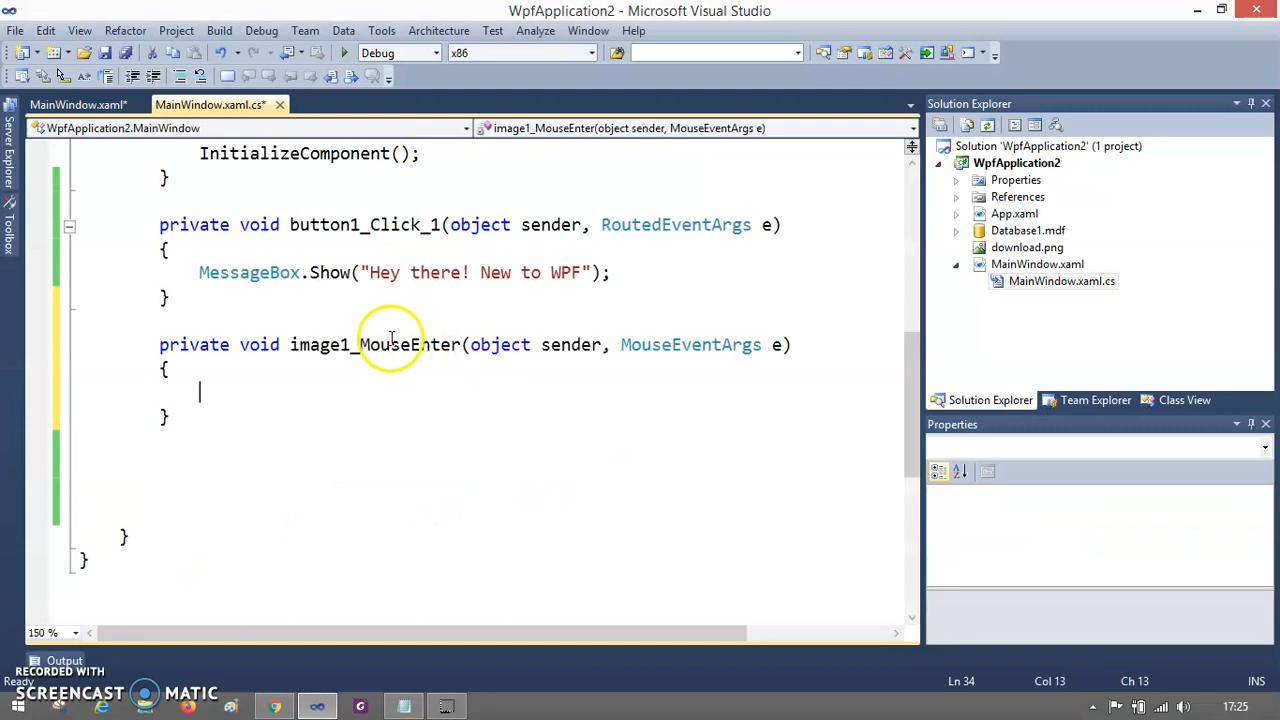 WpfApplication2 - Microsoft Visual Studio
File Edit View Refactor Project Build Debug Team Data Tools Architecture Test Analyze Window Help
Debug x86
MainWindow.xaml* MainWindow.xaml.cs*
WpfApplication2.MainWindow image1_MouseEnter(object sender, MouseEventArgs e)
InitializeComponent();
}
private void button1_Click_1(object sender, RoutedEventArgs e)
{
MessageBox.Show("Hey there! New to WPF");
}
private void image1_MouseEnter(object sender, MouseEventArgs e)
{
}
}
}
150 %
Server Explorer
Toolbox
Solution Explorer
Solution 'WpfApplication2' (1 project)
WpfApplication2
Properties
References
App.xaml
Database1.mdf
download.png
MainWindow.xaml
MainWindow.xaml.cs
Solution Explorer Team Explorer Class View
Properties
Output
Ready Ln 34 Col 13 Ch 13 INS
RECORDED WITH
SCREENCAST MATIC
17:25